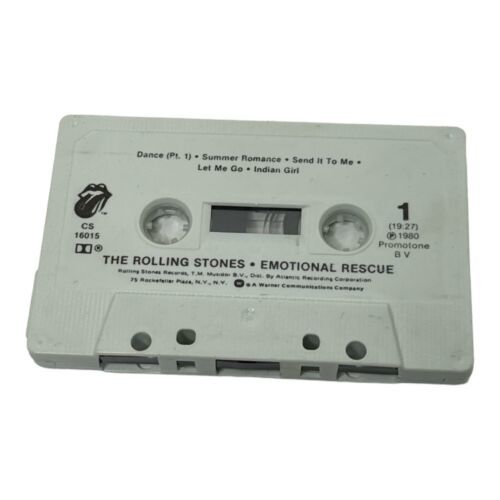 Dance (Pt. 1) • Summer Romance • Send It To Me •
Let Me Go • Indian Girl
TM
CS
16015
1
(19:27)
℗ 1980
Promotone
B V
THE ROLLING STONES • EMOTIONAL RESCUE
Rolling Stones Records, T.M. Musidor B.V., Dist. By Atlantic Recording Corporation
75 Rockefeller Plaza, N.Y., N.Y. W A Warner Communications Company